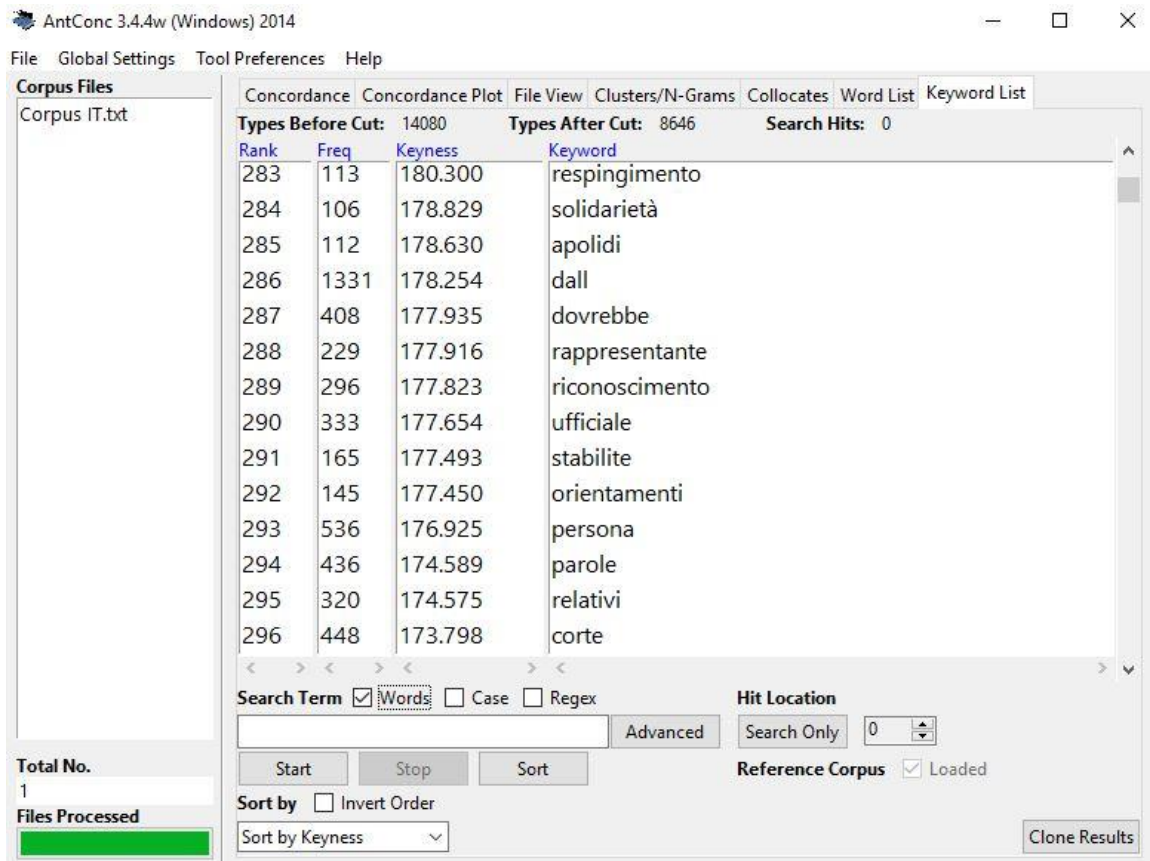 AntConc 3.4.4w (Windows) 2014
File Global Settings Tool Preferences Help
Corpus Files
Corpus IT.txt
Concordance Concordance Plot File View Clusters/N-Grams Collocates Word List Keyword List
Types Before Cut: 14080 Types After Cut: 8646 Search Hits: 0
Rank Freq Keyness Keyword
283 113 180.300 respingimento
284 106 178.829 solidarietà
285 112 178.630 apolidi
286 1331 178.254 dall
287 408 177.935 dovrebbe
288 229 177.916 rappresentante
289 296 177.823 riconoscimento
290 333 177.654 ufficiale
291 165 177.493 stabilite
292 145 177.450 orientamenti
293 536 176.925 persona
294 436 174.589 parole
295 320 174.575 relativi
296 448 173.798 corte
Search Term Words Case Regex Hit Location
Advanced Search Only 0
Total No.
1
Files Processed
Start Stop Sort Reference Corpus Loaded
Sort by Invert Order
Sort by Keyness Clone Results